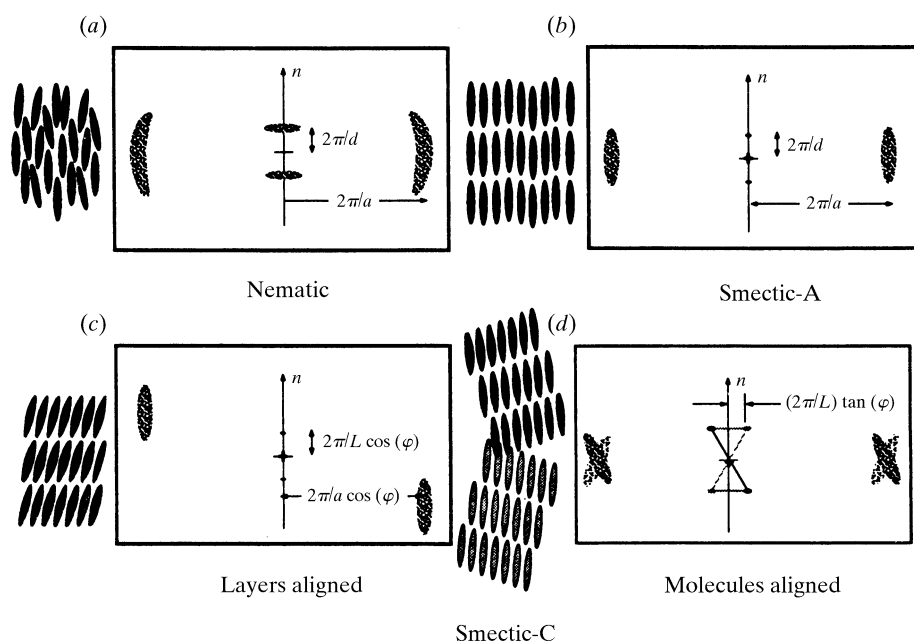 (a)
n
2π/d
2π/a
Nematic
(b)
n
2π/d
2π/a
Smectic-A
(c)
n
2π/L cos (φ)
2π/a cos (φ)
Layers aligned
(d)
n
(2π/L) tan (φ)
Molecules aligned
Smectic-C